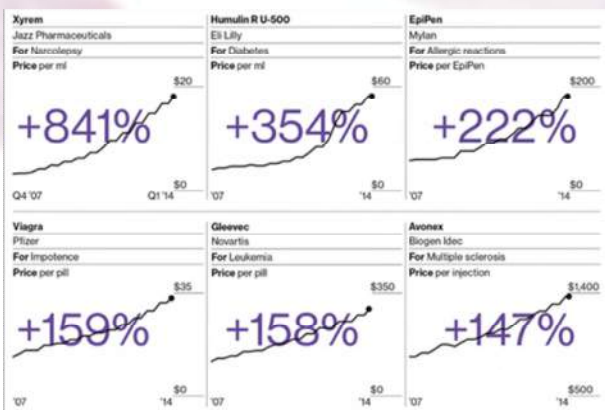 Xyrem
Jazz Pharmaceuticals
For Narcolepsy
Price per ml
$20
+841%
$0
Q4 '07
Q1 '14
Humulin R U-500
Eli Lilly
For Diabetes
Price per ml
$60
+354%
$0
'07
'14
EpiPen
Mylan
For Allergic reactions
Price per EpiPen
$200
+222%
$0
'07
'14
Viagra
Pfizer
For Impotence
Price per pill
$35
+159%
$0
'07
'14
Gleevec
Novartis
For Leukemia
Price per pill
$350
+158%
$0
'07
'14
Avonex
Biogen Idec
For Multiple sclerosis
Price per injection
$1,400
+147%
$500
'07
'14